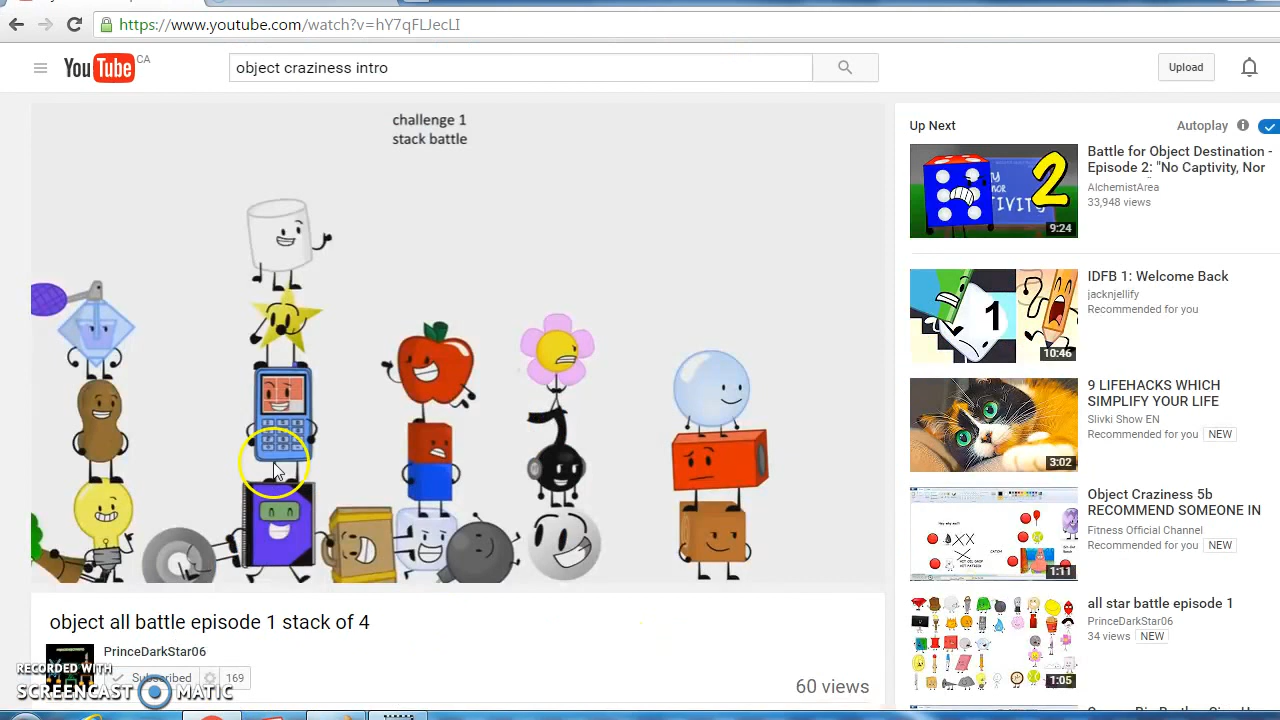 https://www.youtube.com/watch?v=hY7qFlJecLI
YouTube CA
object craziness intro
Upload
challenge 1
stack battle
object all battle episode 1 stack of 4
PrinceDarkStar06
Subscribed 169
60 views
RECORDED WITH
SCREENCAST MATIC
Up Next
Autoplay
2
9:24
Battle for Object Destination -
Episode 2: "No Captivity, Nor
AlchemistArea
33,948 views
1
10:46
IDFB 1: Welcome Back
jacknjellify
Recommended for you
3:02
9 LIFEHACKS WHICH
SIMPLIFY YOUR LIFE
Slivki Show EN
Recommended for you NEW
1:11
Object Craziness 5b
RECOMMEND SOMEONE IN
Fitness Official Channel
Recommended for you NEW
1:05
all star battle episode 1
PrinceDarkStar06
34 views NEW